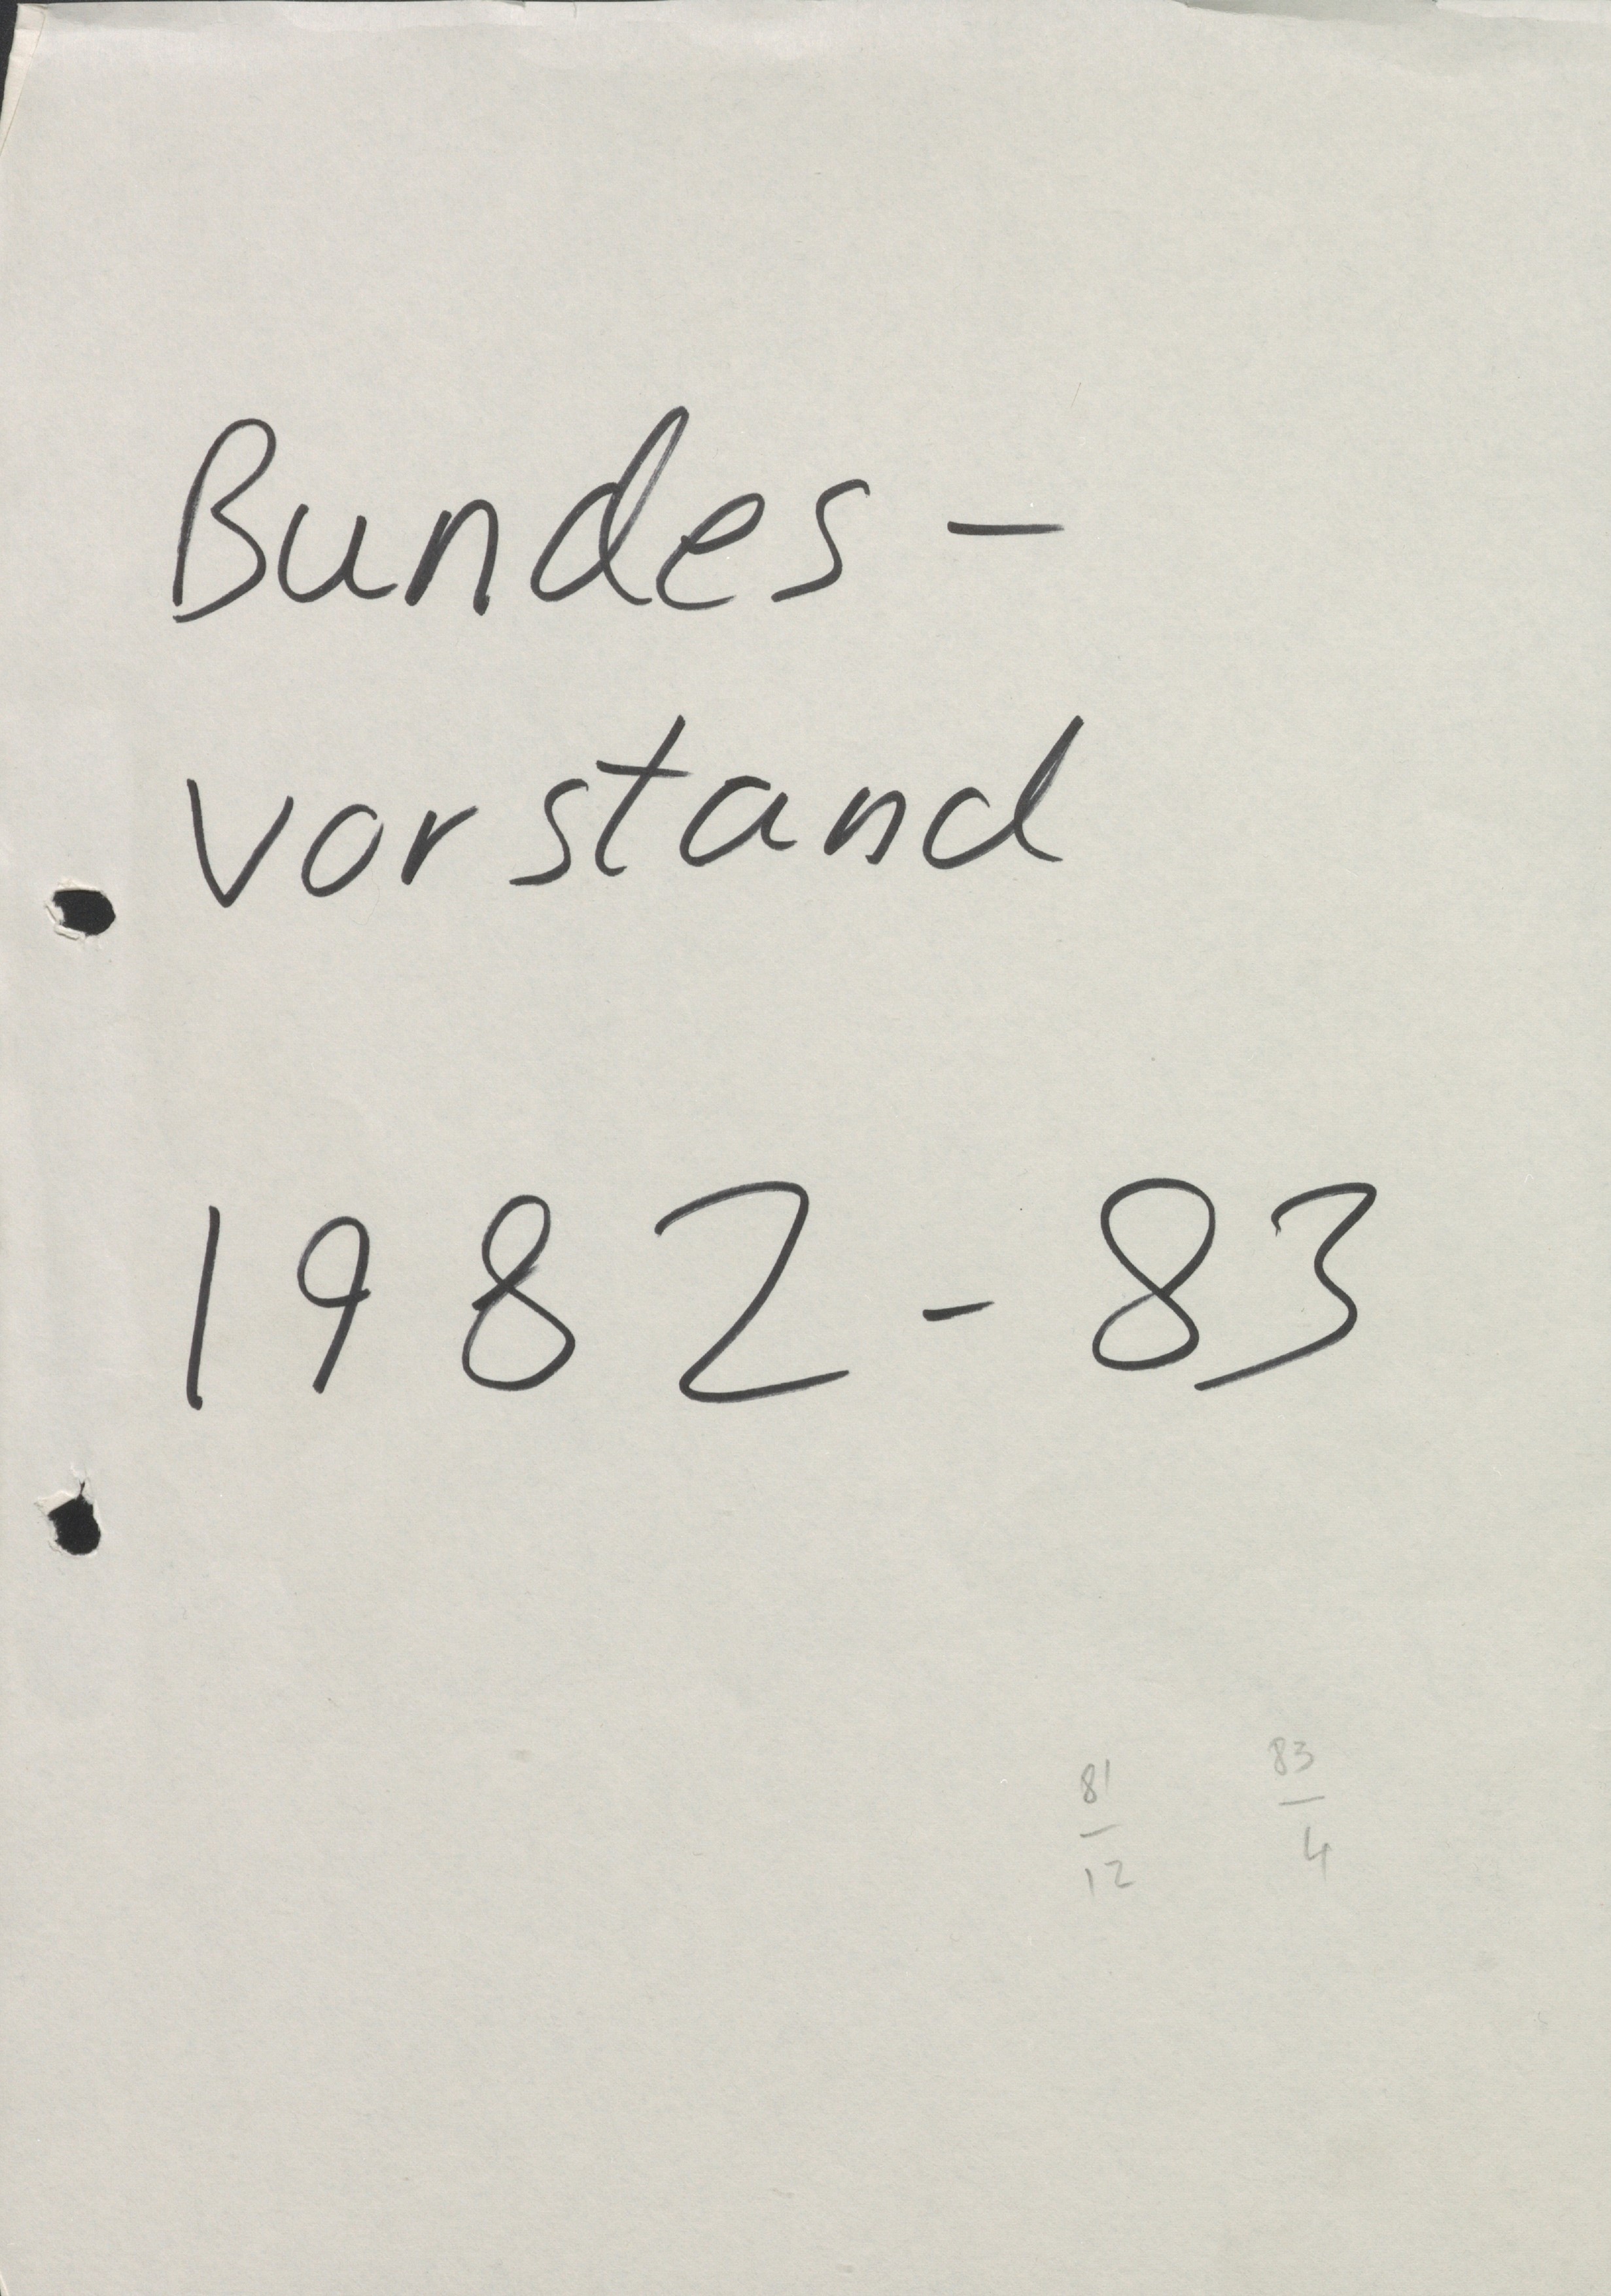 Bundes-
vorstand
1982-83
81 83
— —
12 4